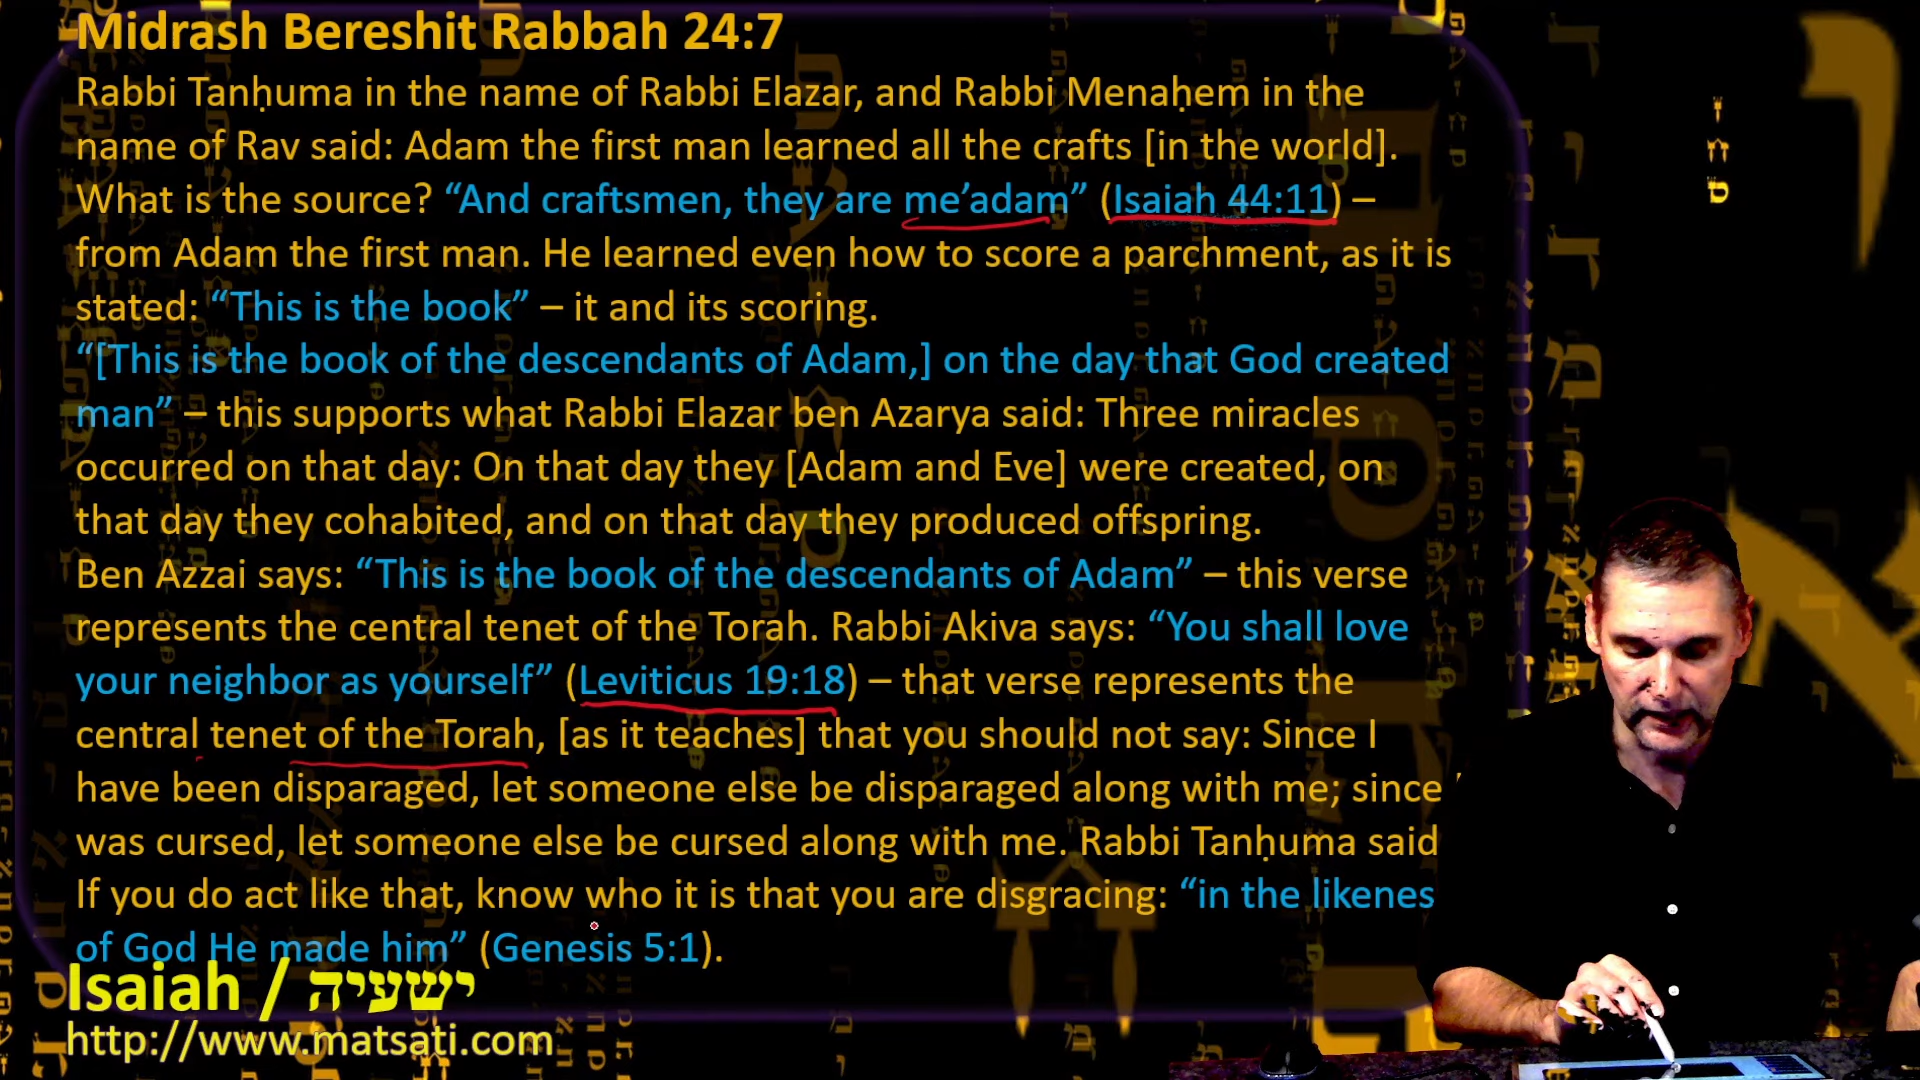 Midrash Bereshit Rabbah 24:7
Rabbi Tanḥuma in the name of Rabbi Elazar, and Rabbi Menaḥem in the
name of Rav said: Adam the first man learned all the crafts [in the world].
What is the source? “And craftsmen, they are me’adam” (Isaiah 44:11) –
from Adam the first man. He learned even how to score a parchment, as it is
stated: “This is the book” – it and its scoring.
“[This is the book of the descendants of Adam,] on the day that God created
man” – this supports what Rabbi Elazar ben Azarya said: Three miracles
occurred on that day: On that day they [Adam and Eve] were created, on
that day they cohabited, and on that day they produced offspring.
Ben Azzai says: “This is the book of the descendants of Adam” – this verse
represents the central tenet of the Torah. Rabbi Akiva says: “You shall love
your neighbor as yourself” (Leviticus 19:18) – that verse represents the
central tenet of the Torah, [as it teaches] that you should not say: Since I
have been disparaged, let someone else be disparaged along with me; since
was cursed, let someone else be cursed along with me. Rabbi Tanḥuma said
If you do act like that, know who it is that you are disgracing: “in the likenes
of God He made him” (Genesis 5:1).
Isaiah / ישעיה
http://www.matsati.com